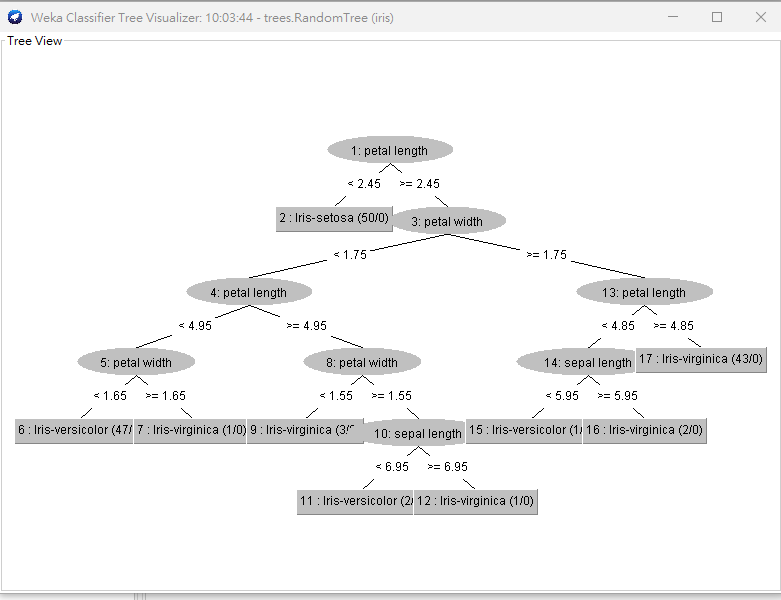 Weka Classifier Tree Visualizer: 10:03:44 - trees.RandomTree (iris)
Tree View
1: petal length
< 2.45 >= 2.45
2 : Iris-setosa (50/0) 3: petal width
< 1.75 >= 1.75
4: petal length 13: petal length
< 4.95 >= 4.95 < 4.85 >= 4.85
5: petal width 8: petal width 14: sepal length 17 : Iris-virginica (43/0)
< 1.65 >= 1.65 < 1.55 >= 1.55 < 5.95 >= 5.95
6 : Iris-versicolor (47/ 7 : Iris-virginica (1/0) 9 : Iris-virginica (3/ 10: sepal length 15 : Iris-versicolor (1/ 16 : Iris-virginica (2/0)
< 6.95 >= 6.95
11 : Iris-versicolor (2/ 12 : Iris-virginica (1/0)